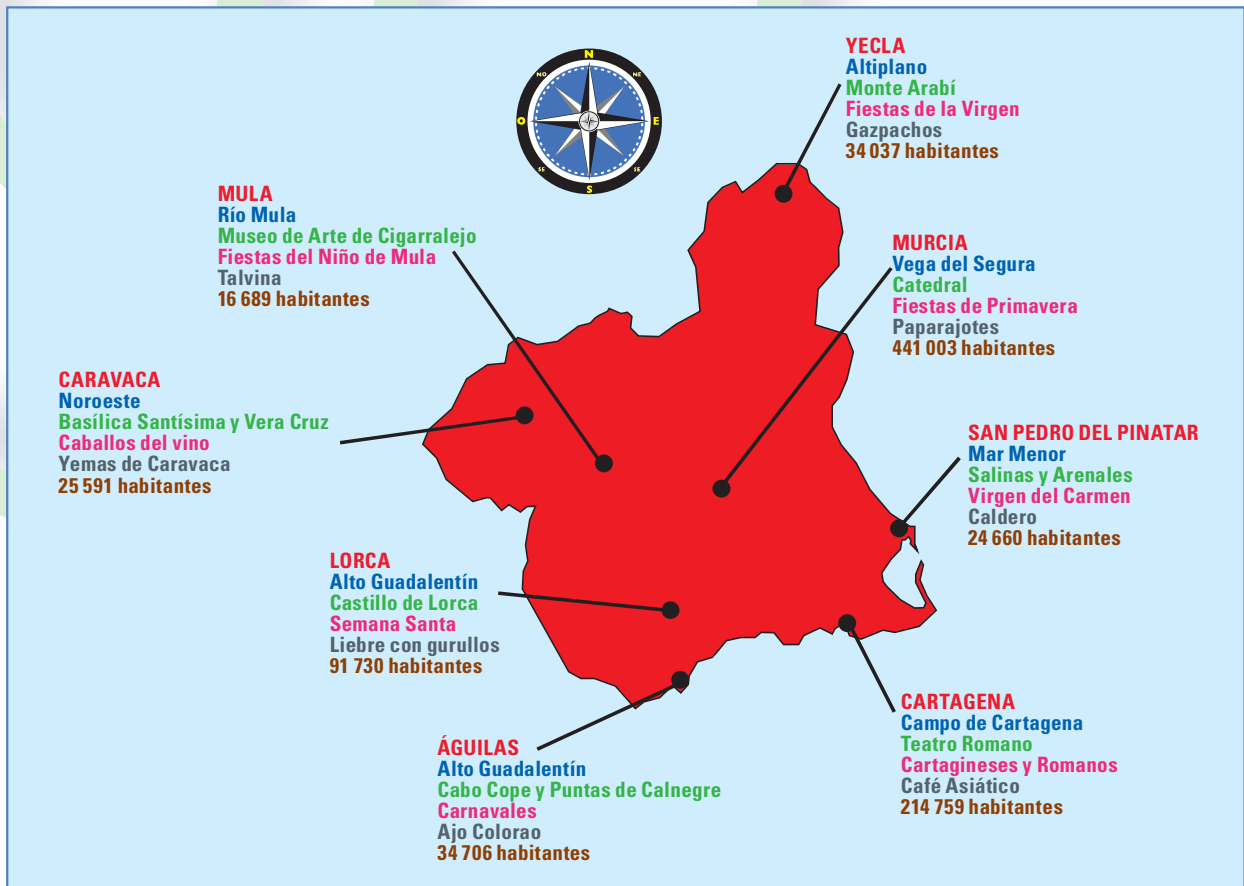 N
NO
NE
O
E
SE
SE
S
YECLA
Altiplano
Monte Arabí
Fiestas de la Virgen
Gazpachos
34 037 habitantes
MULA
Río Mula
Museo de Arte de Cigarralejo
Fiestas del Niño de Mula
Talvina
16 689 habitantes
MURCIA
Vega del Segura
Catedral
Fiestas de Primavera
Paparajotes
441 003 habitantes
CARAVACA
Noroeste
Basílica Santísima y Vera Cruz
Caballos del vino
Yemas de Caravaca
25 591 habitantes
SAN PEDRO DEL PINATAR
Mar Menor
Salinas y Arenales
Virgen del Carmen
Caldero
24 660 habitantes
LORCA
Alto Guadalentín
Castillo de Lorca
Semana Santa
Liebre con gurullos
91 730 habitantes
CARTAGENA
Campo de Cartagena
Teatro Romano
Cartagineses y Romanos
Café Asiático
214 759 habitantes
ÁGUILAS
Alto Guadalentín
Cabo Cope y Puntas de Calnegre
Carnavales
Ajo Colorao
34 706 habitantes